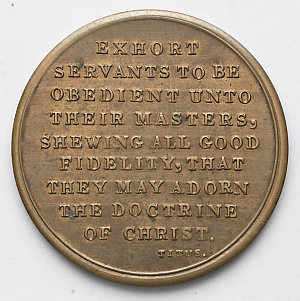 EXHORT
SERVANTS TO BE
OBEDIENT UNTO
THEIR MASTERS,
SHEWING ALL GOOD
FIDELITY, THAT
THEY MAY ADORN
THE DOCTRINE
OF CHRIST.
TITUS.